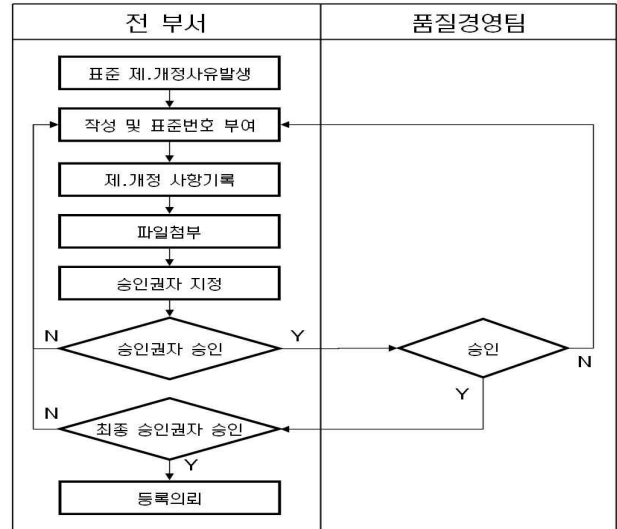 전 부서
품질경영팀
표준 제.개정사유발생
작성 및 표준번호 부여
제.개정 사항기록
파일첨부
승인권자 지정
N
승인권자 승인
Y
승인
N
Y
N
최종 승인권자 승인
Y
등록의뢰